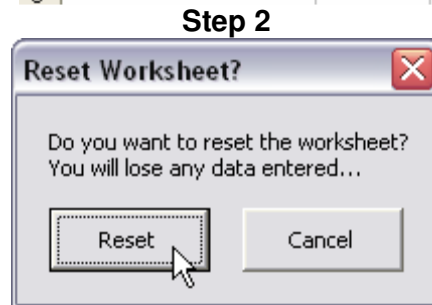 Step 2
Reset Worksheet?
Do you want to reset the worksheet?
You will lose any data entered...
Reset
Cancel